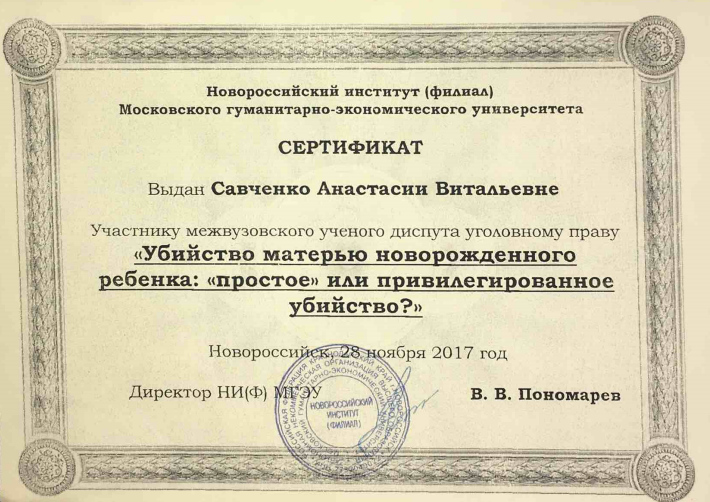 Новороссийский институт (филиал)
Московского гуманитарно-экономического университета
СЕРТИФИКАТ
Выдан Савченко Анастасии Витальевне
Участнику межвузовского ученого диспута уголовному праву
«Убийство матерью новорожденного
ребенка: «простое» или привилегированное
убийство?»
Новороссийск, 28 ноября 2017 год
Директор НИ(Ф) МГЭУ
В. В. Пономарев
НОВОРОССИЙСКИЙ
ИНСТИТУТ
(ФИЛИАЛ)